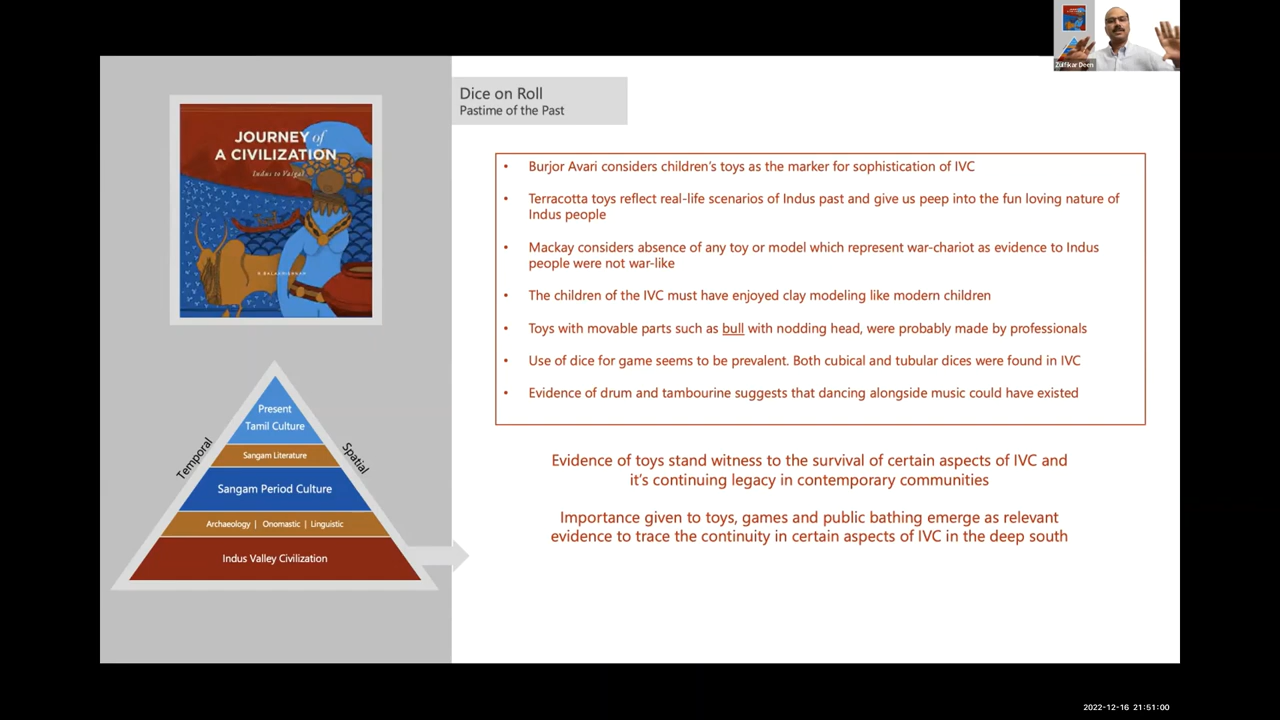 Zulfikar Deen
Dice on Roll
Pastime of the Past
JOURNEY of
A CIVILIZATION
Indus to Vaigai
R BALAKRISHNAN
• Burjor Avari considers children's toys as the marker for sophistication of IVC
• Terracotta toys reflect real-life scenarios of Indus past and give us peep into the fun loving nature of
Indus people
• Mackay considers absence of any toy or model which represent war-chariot as evidence to Indus
people were not war-like
• The children of the IVC must have enjoyed clay modeling like modern children
• Toys with movable parts such as bull with nodding head, were probably made by professionals
• Use of dice for game seems to be prevalent. Both cubical and tubular dices were found in IVC
• Evidence of drum and tambourine suggests that dancing alongside music could have existed
Evidence of toys stand witness to the survival of certain aspects of IVC and
it's continuing legacy in contemporary communities
Importance given to toys, games and public bathing emerge as relevant
evidence to trace the continuity in certain aspects of IVC in the deep south
Temporal
Spatial
Present
Tamil Culture
Sangam Literature
Sangam Period Culture
Archaeology | Onomastic | Linguistic
Indus Valley Civilization
2022-12-16 21:51:00